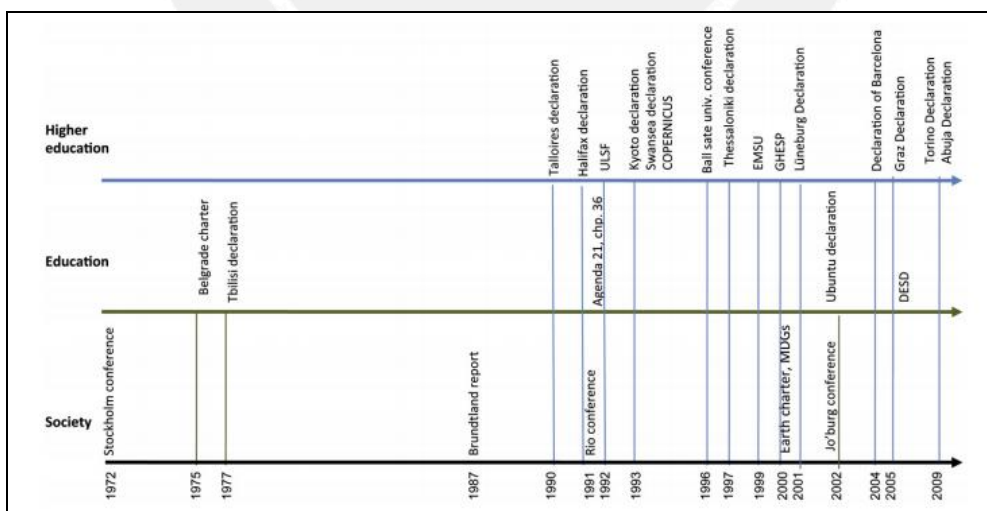 Higher
education
Talloires declaration
Halifax declaration
ULSF
Kyoto declaration
Swansea declaration
COPERNICUS
Ball sate univ. conference
Thessaloniki declaration
EMSU
GHESP
Lüneburg Declaration
Declaration of Barcelona
Graz Declaration
Torino Declaration
Abuja Declaration
Education
Belgrade charter
Tbilisi declaration
Agenda 21, chp. 36
Ubuntu declaration
DESD
Society
Stockholm conference
Brundtland report
Rio conference
Earth charter, MDGs
Jo'burg conference
1972
1975
1977
1987
1990
1991
1992
1993
1996
1997
1999
2000
2001
2002
2004
2005
2009